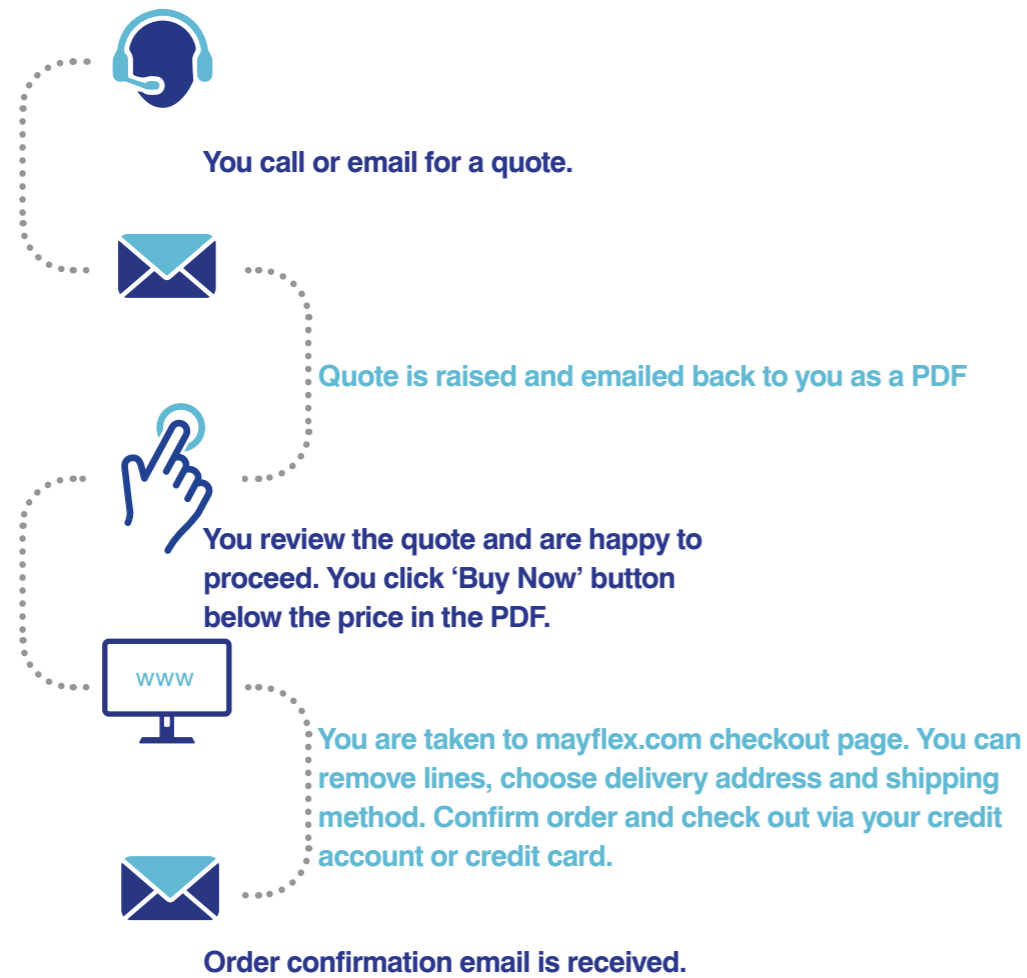 You call or email for a quote.
Quote is raised and emailed back to you as a PDF
You review the quote and are happy to
proceed. You click ‘Buy Now’ button
below the price in the PDF.
www
You are taken to mayflex.com checkout page. You can
remove lines, choose delivery address and shipping
method. Confirm order and check out via your credit
account or credit card.
Order confirmation email is received.